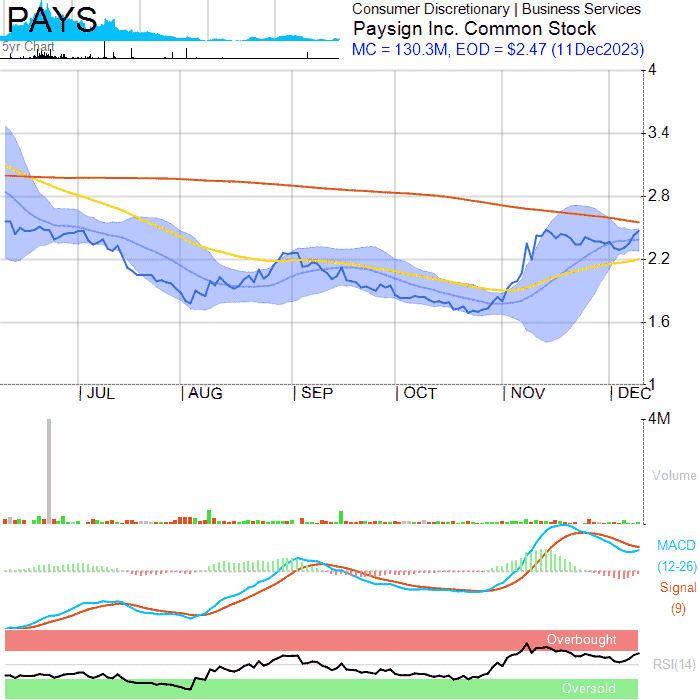 PAYS
5yr Chart
Consumer Discretionary | Business Services
Paysign Inc. Common Stock
MC = 130.3M, EOD = $2.47 (11Dec2023)
4
3.4
2.8
2.2
1.6
1
| JUL | AUG | SEP | OCT | NOV | DEC
4M
Volume
MACD
(12-26)
Signal
(9)
Overbought
RSI(14)
Oversold